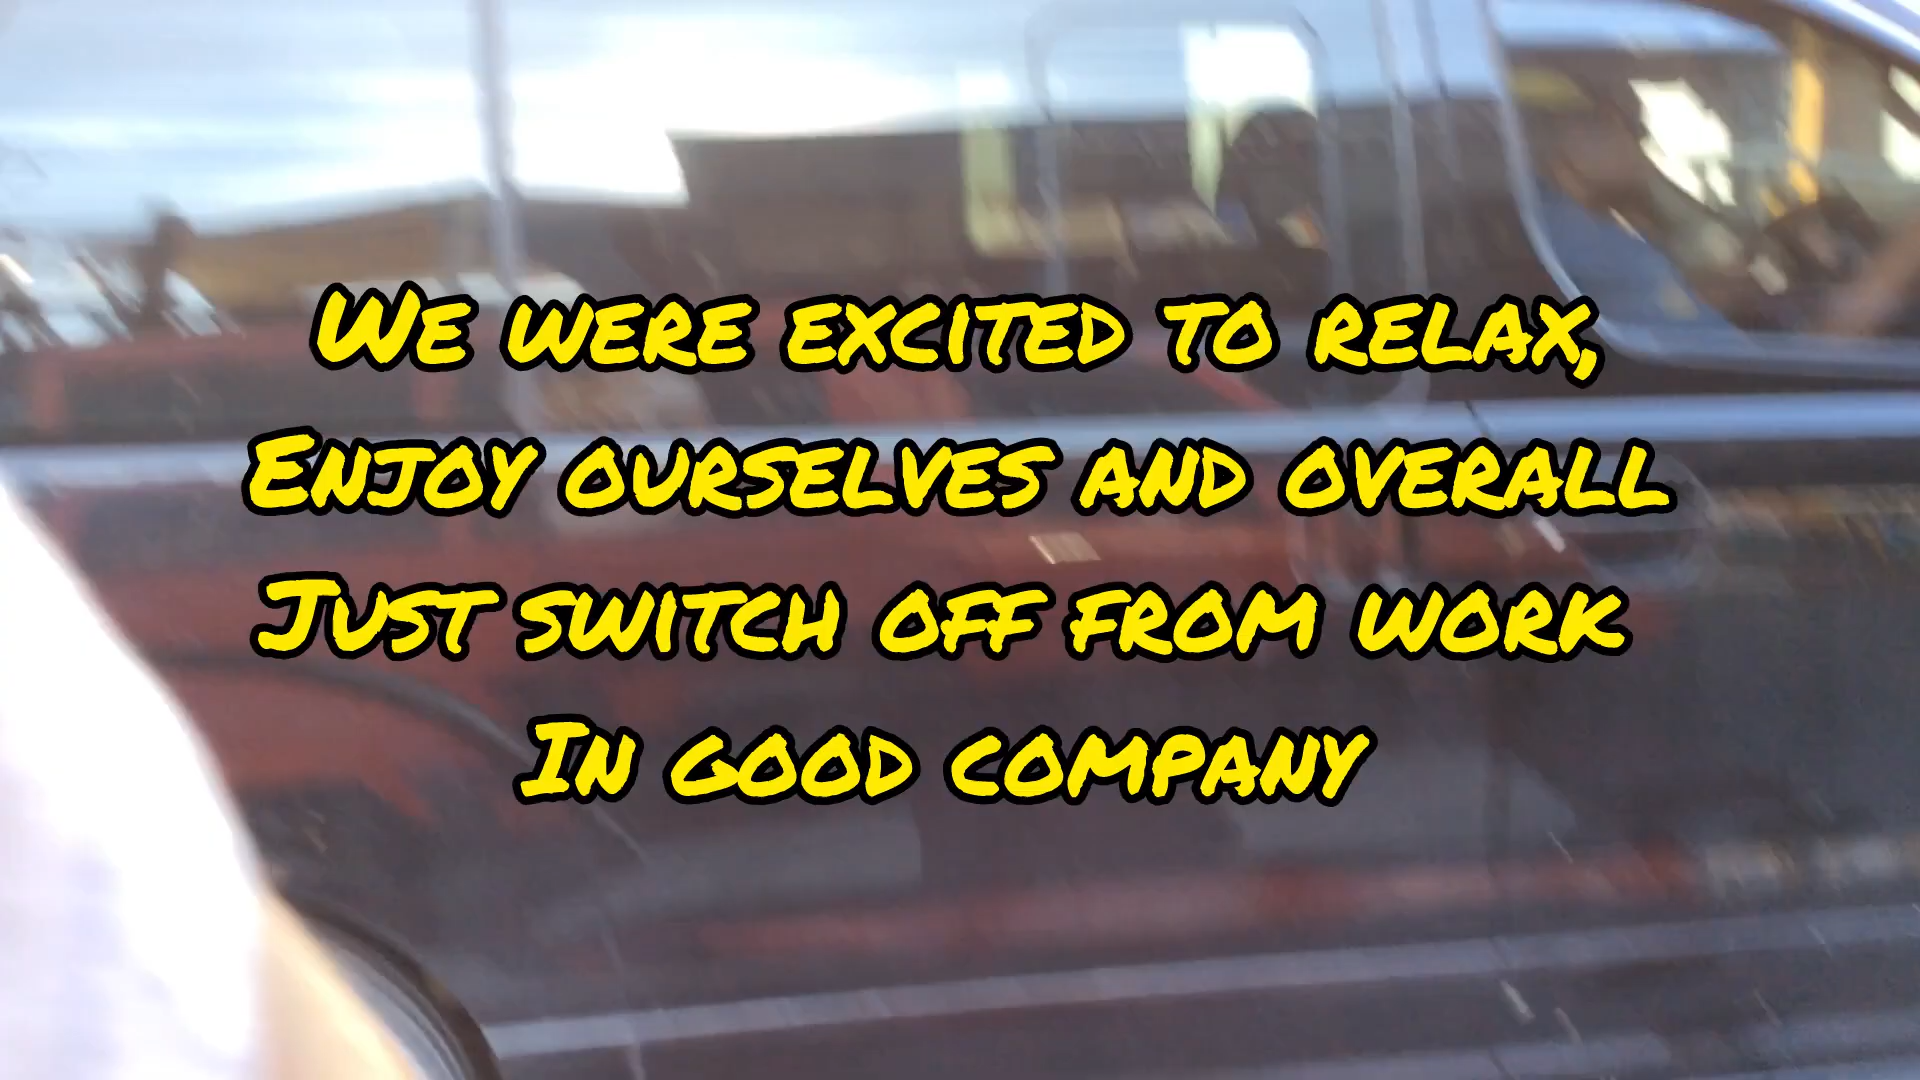 We were excited to relax,
Enjoy ourselves and overall
Just switch off from work
In good company